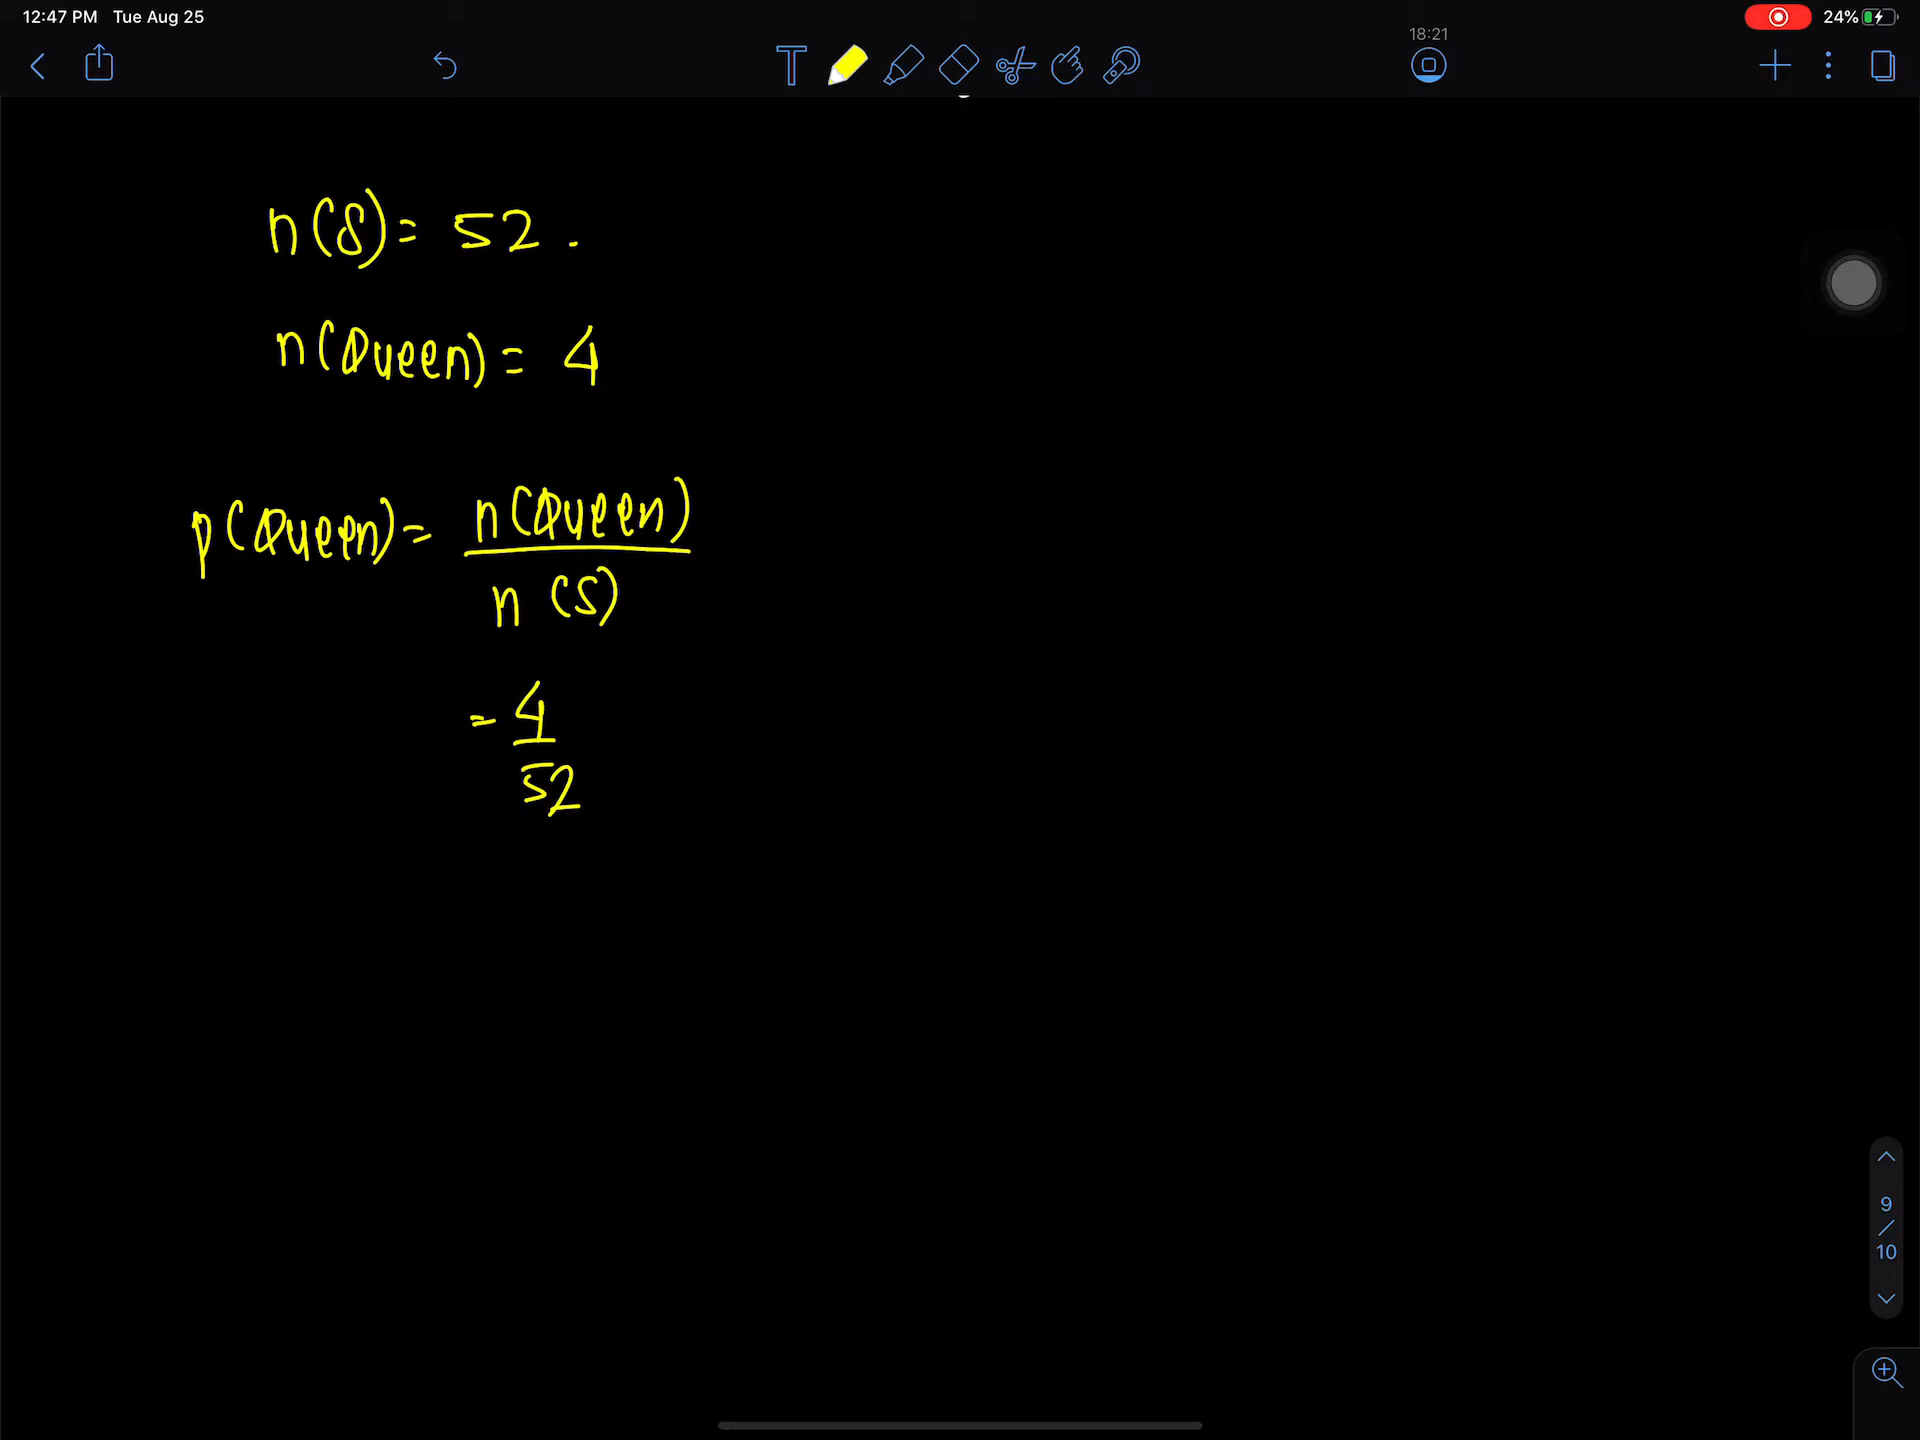 12:47 PM Tue Aug 25
24%
18:21
T
n(S) = 52.
n(Queen) = 4
P(Queen) = n(Queen)
n(S)
= 4
52
9
/
10